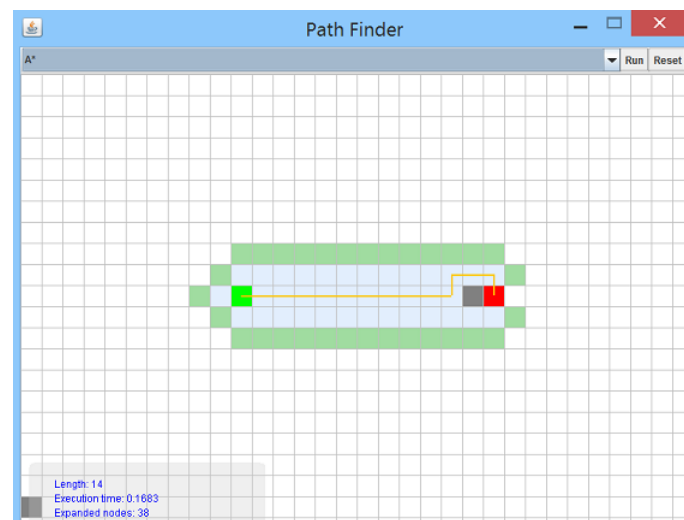 Path Finder
A*
Run Reset
Length: 14
Execution time: 0.1683
Expanded nodes: 38